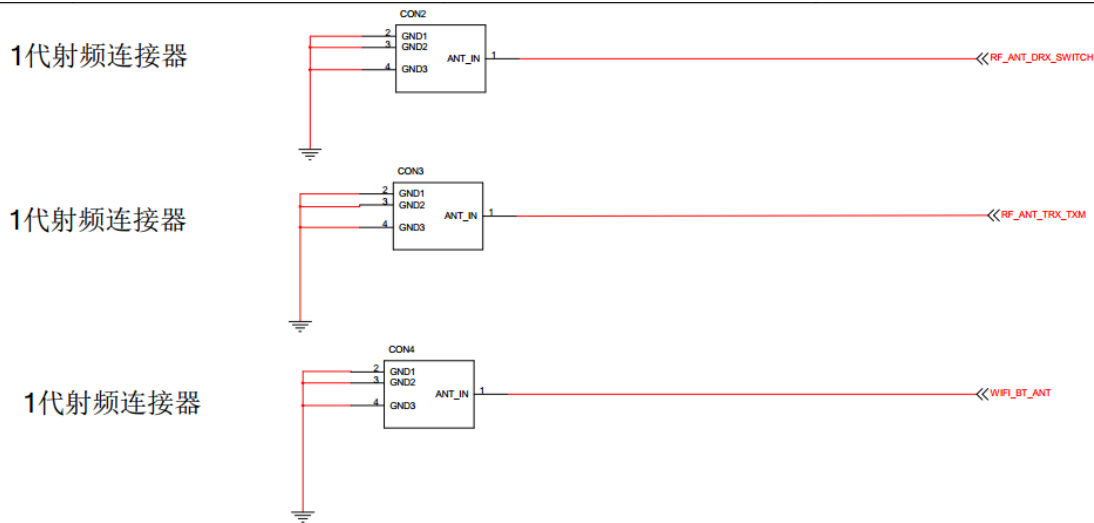 CON2
1代射频连接器
2 GND1
3 GND2
ANT_IN 1
RF_ANT_DRX_SWITCH
4 GND3
CON3
1代射频连接器
2 GND1
3 GND2
ANT_IN 1
RF_ANT_TRX_TXM
4 GND3
CON4
1代射频连接器
2 GND1
3 GND2
ANT_IN 1
WIFI_BT_ANT
4 GND3